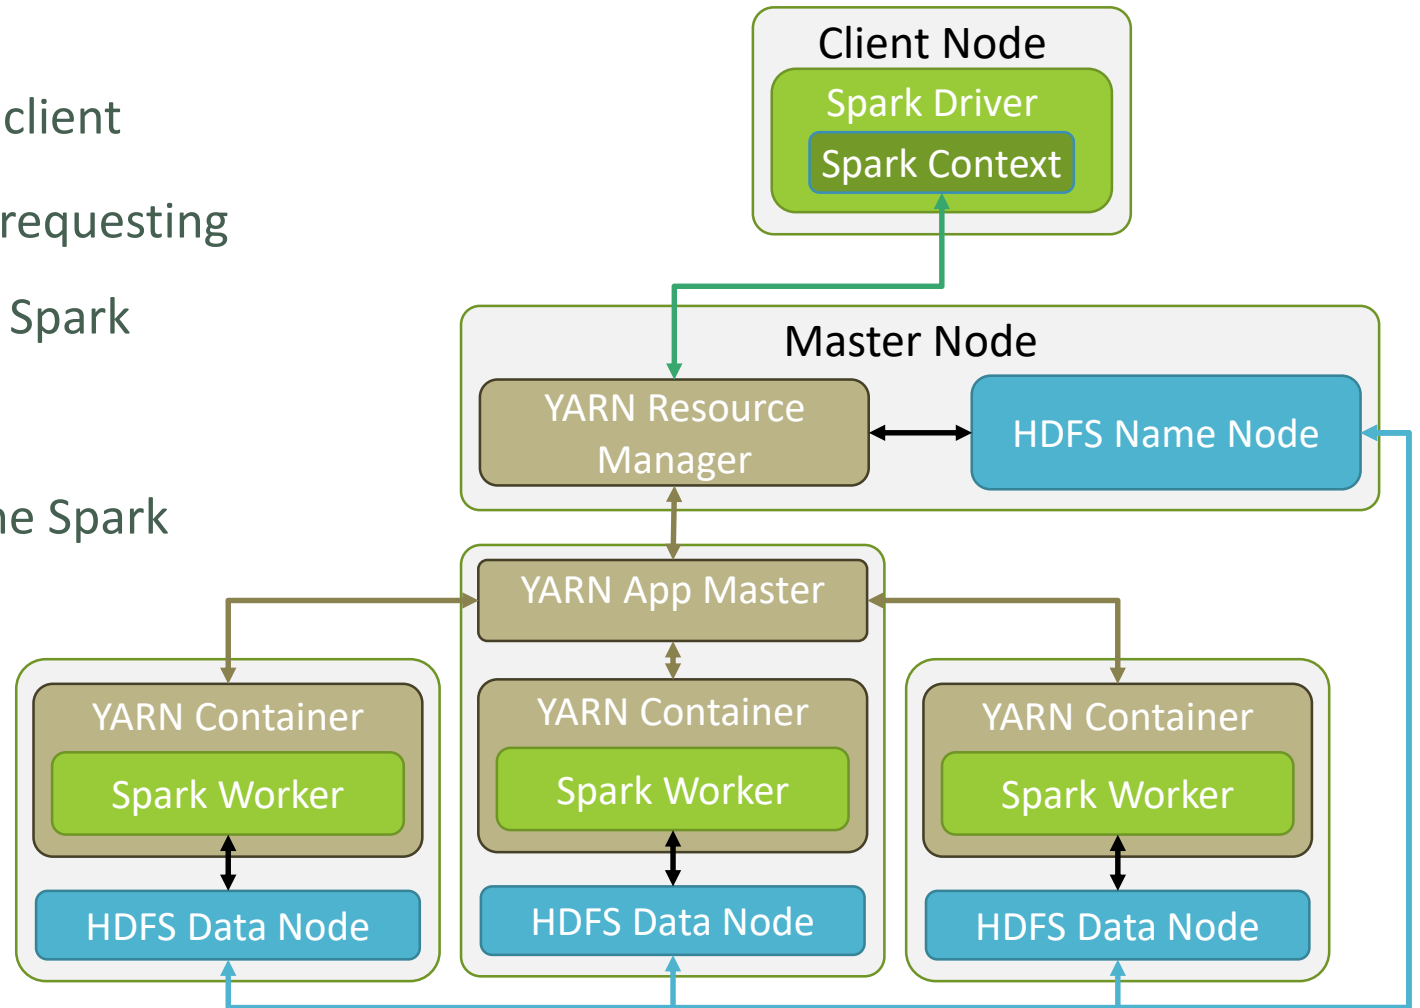 client
requesting
Spark
he Spark
Client Node
Spark Driver
Spark Context
Master Node
YARN Resource
Manager
HDFS Name Node
YARN App Master
YARN Container
Spark Worker
HDFS Data Node
YARN Container
Spark Worker
HDFS Data Node
YARN Container
Spark Worker
HDFS Data Node